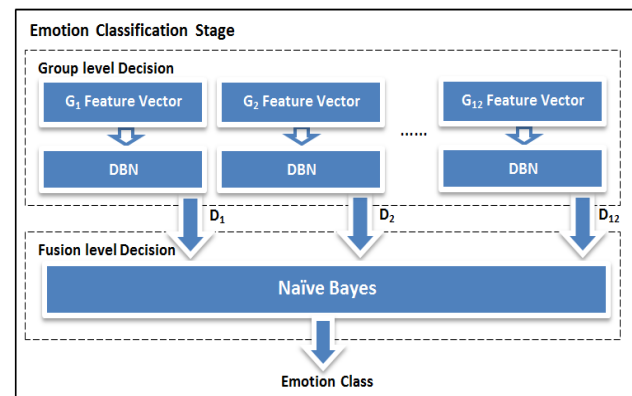 Emotion Classification Stage
Group level Decision
G1 Feature Vector
G2 Feature Vector
G12 Feature Vector
......
DBN
DBN
DBN
D1
D2
D12
Fusion level Decision
Naïve Bayes
Emotion Class